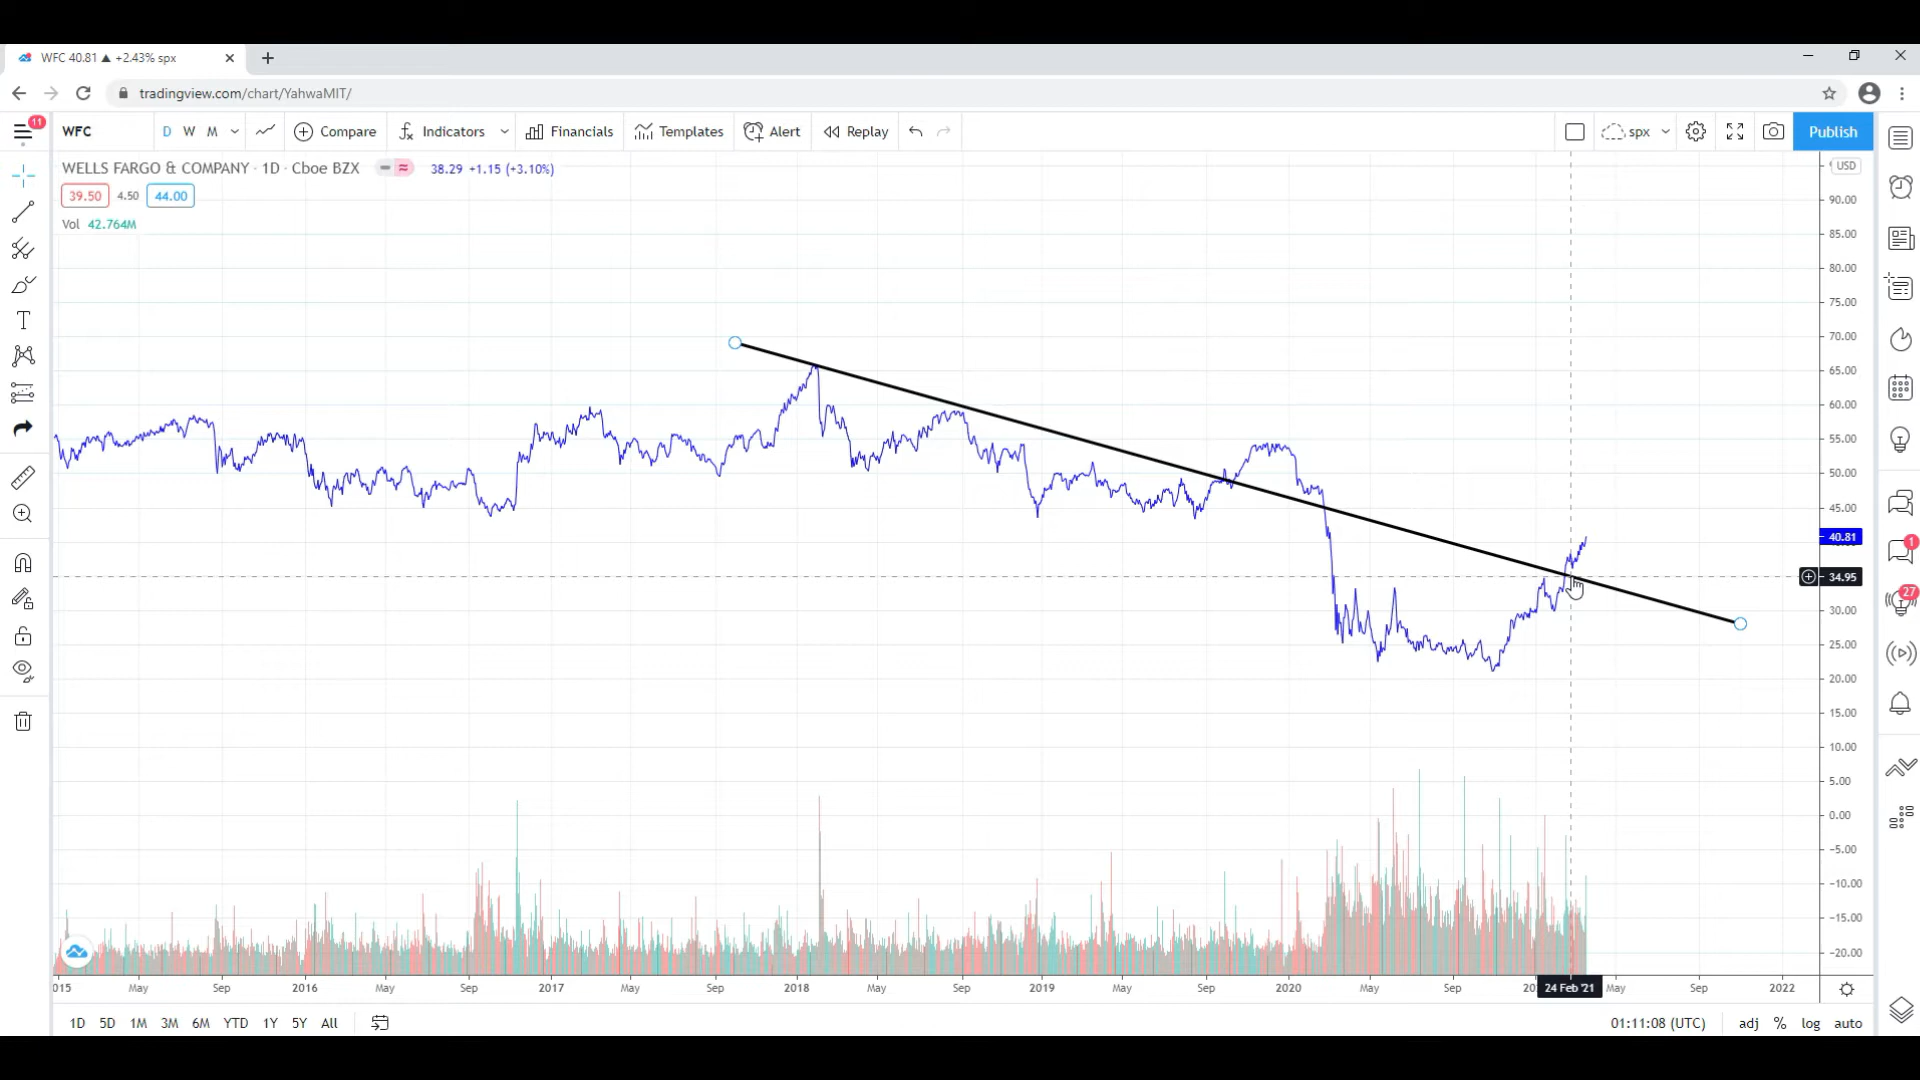 WFC 40.81 ▲ +2.43% spx
tradingview.com/chart/YahwaMIT/
11
WFC D W M Compare Indicators Financials Templates Alert Replay spx Publish
WELLS FARGO & COMPANY · 1D · Cboe BZX 38.29 +1.15 (+3.10%)
USD
39.50 4.50 44.00
Vol 42.764M
90.00
85.00
80.00
75.00
70.00
65.00
60.00
55.00
50.00
45.00
40.81
34.95
30.00
25.00
20.00
15.00
10.00
5.00
0.00
−5.00
−10.00
−15.00
−20.00
1
27
015 May Sep 2016 May Sep 2017 May Sep 2018 May Sep 2019 May Sep 2020 May Sep 24 Feb '21 May Sep 2022
1D 5D 1M 3M 6M YTD 1Y 5Y All 01:11:08 (UTC) adj % log auto